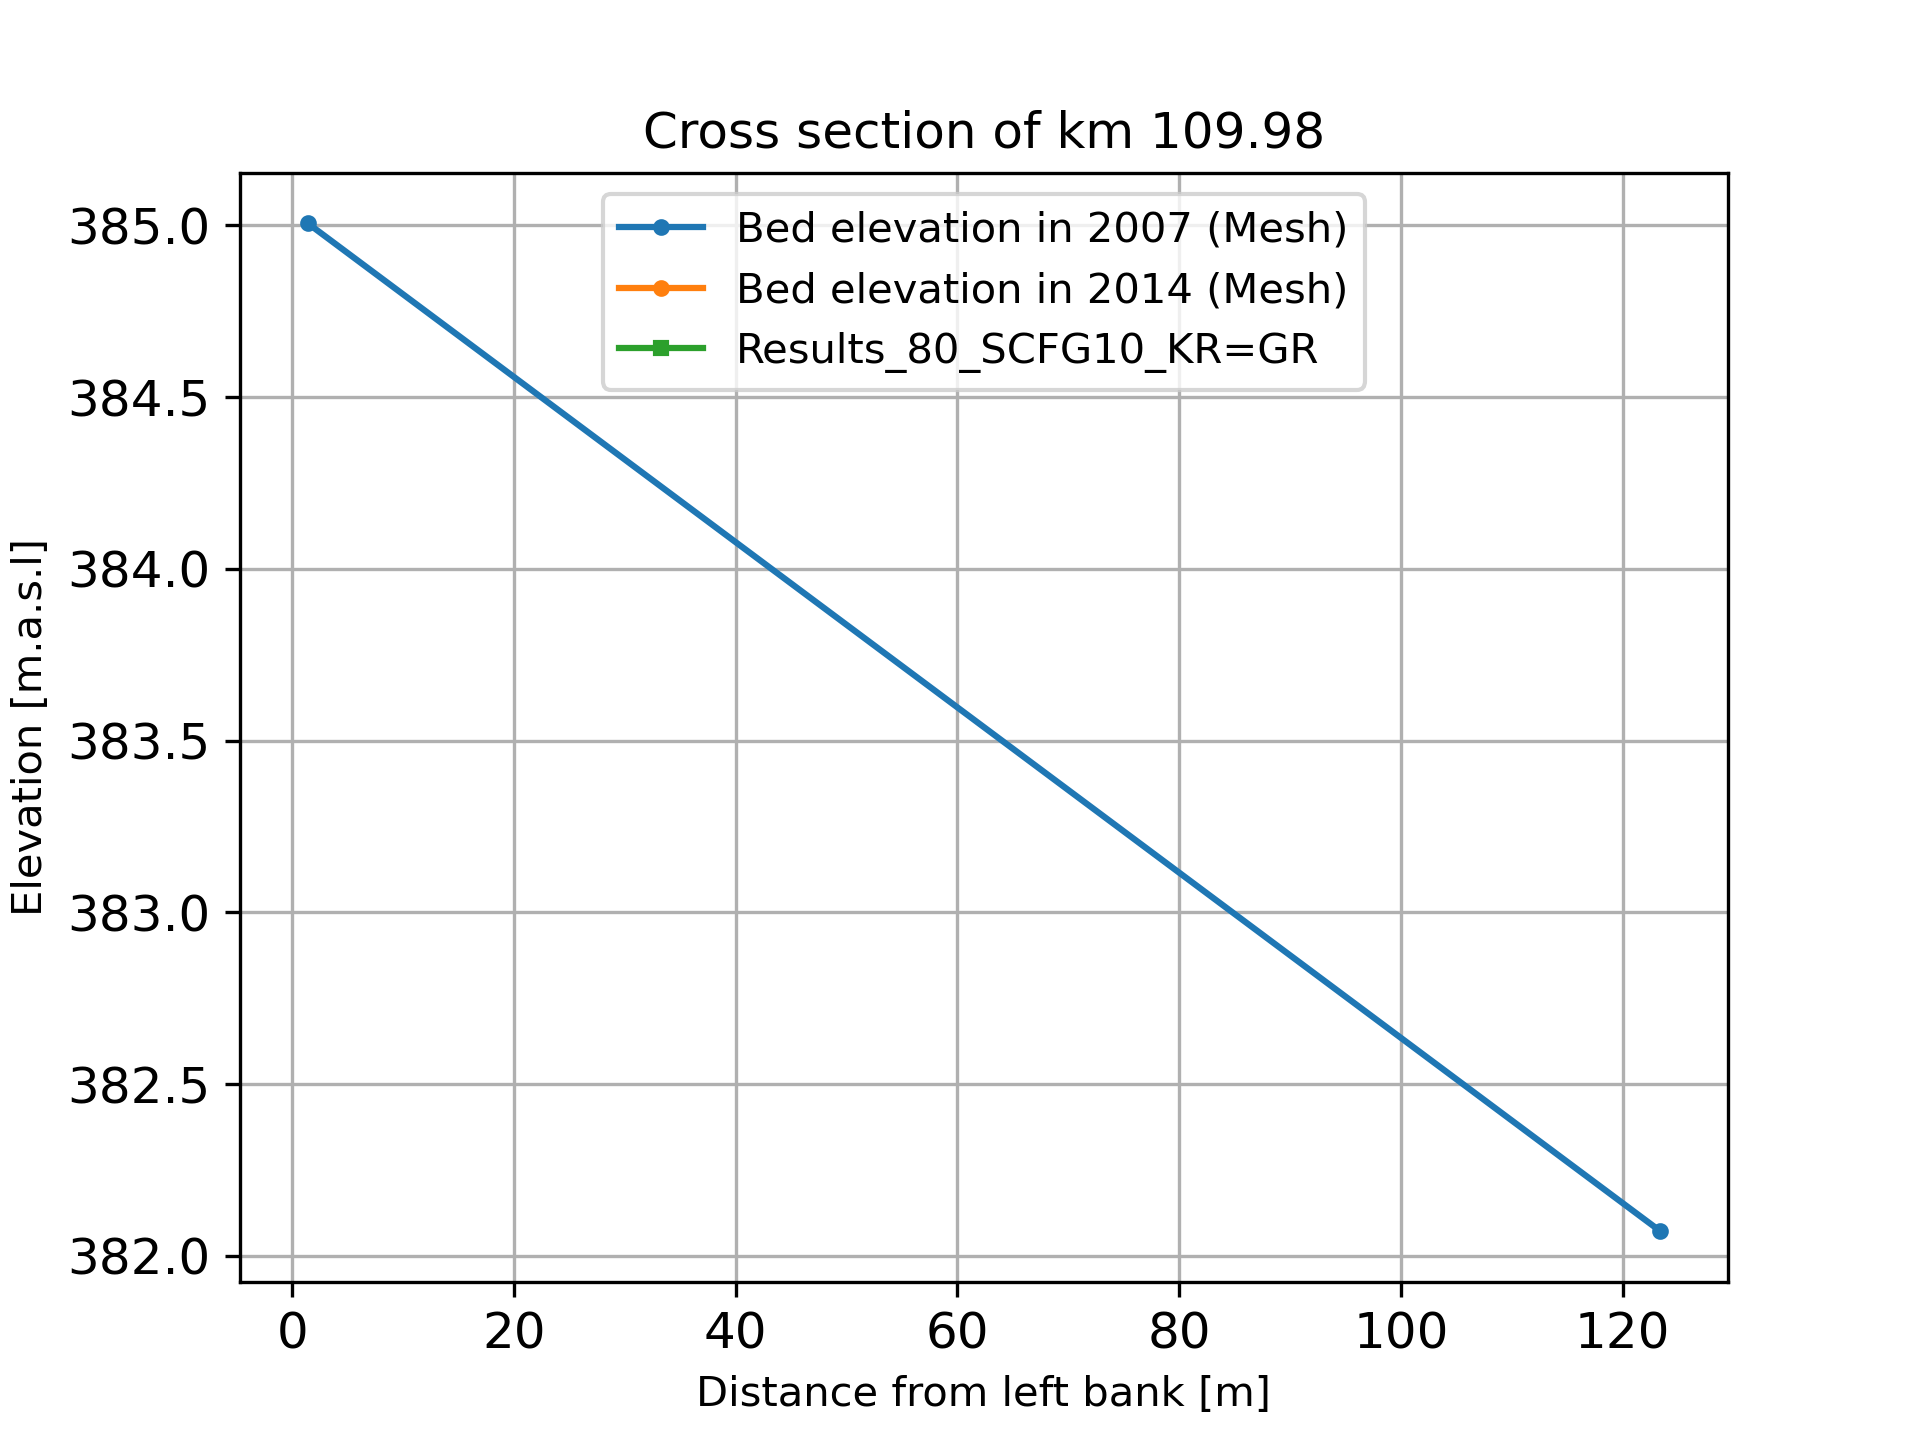 Cross section of km 109.98
Bed elevation in 2007 (Mesh)
Bed elevation in 2014 (Mesh)
Results_80_SCFG10_KR=GR
385.0
384.5
384.0
383.5
383.0
382.5
382.0
Elevation [m.a.s.l]
0 20 40 60 80 100 120
Distance from left bank [m]